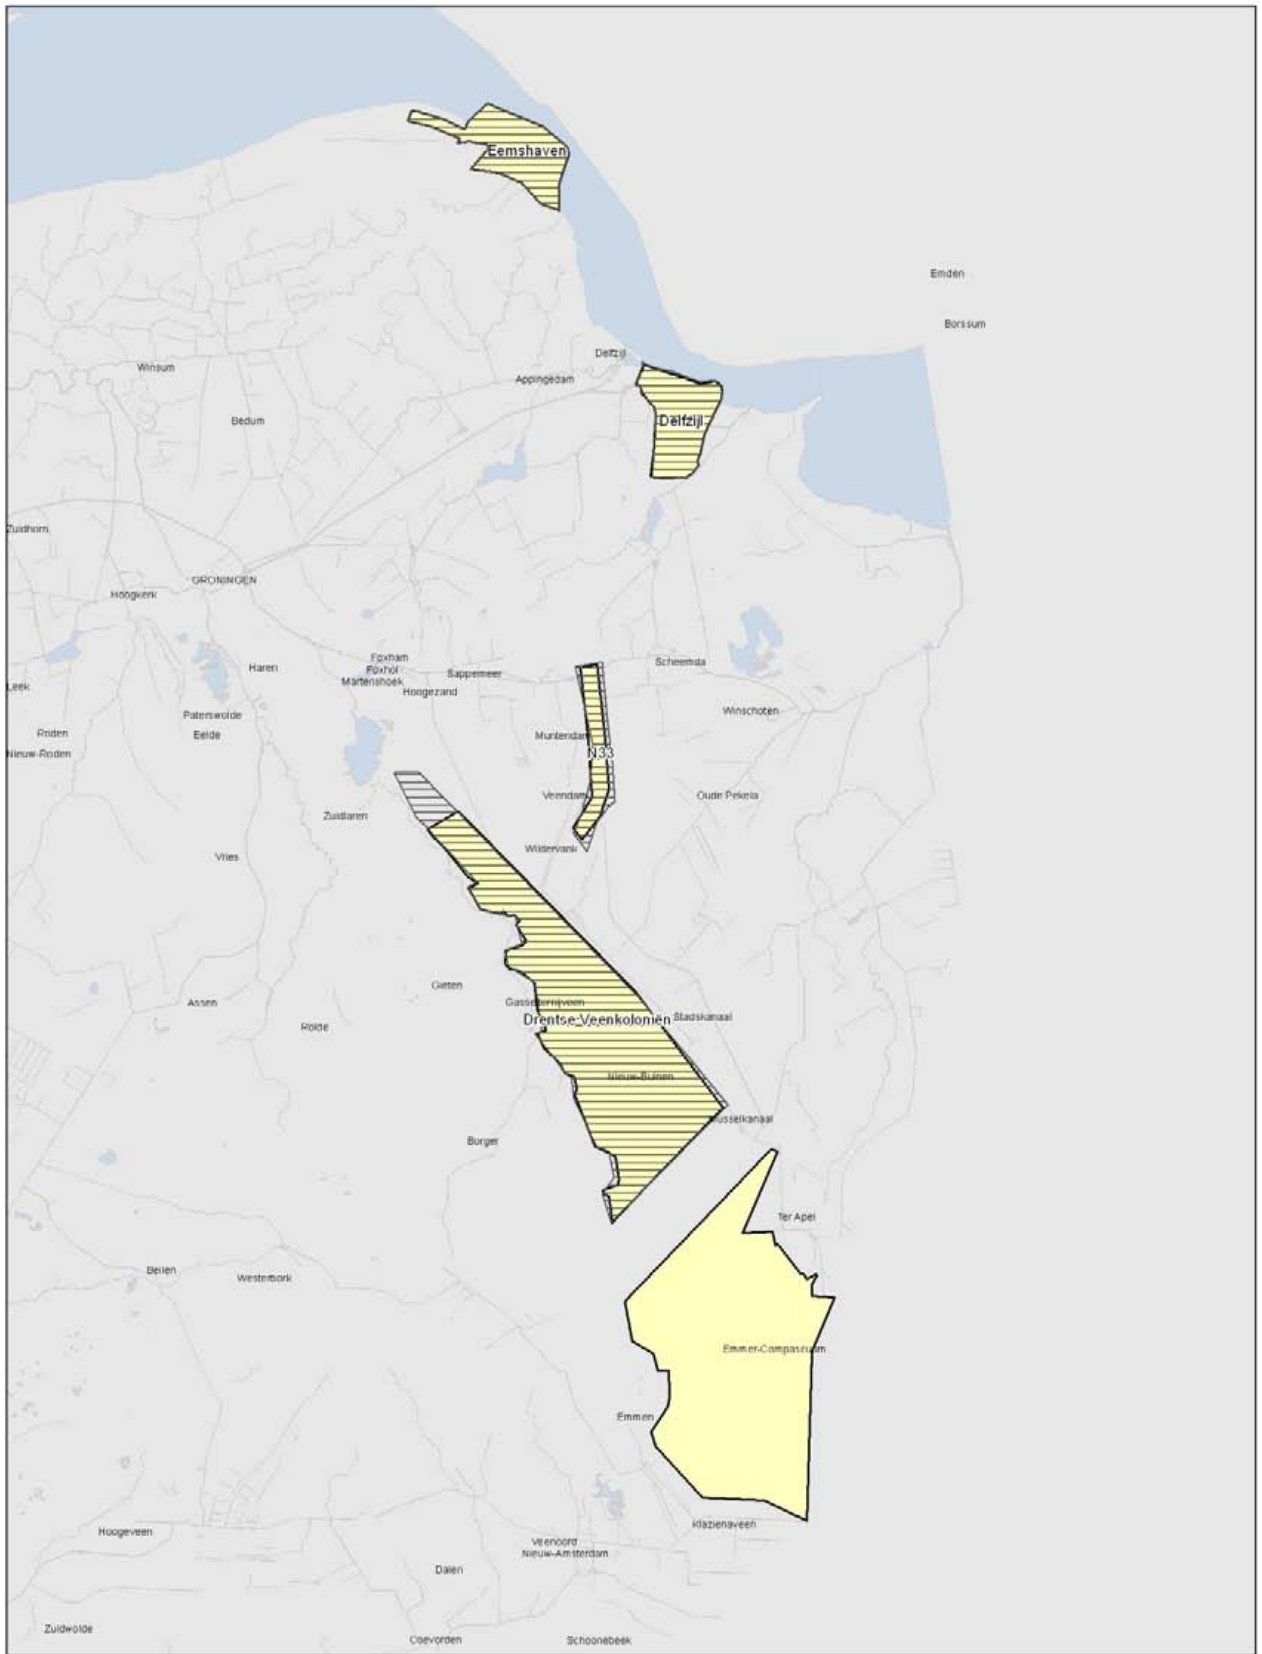 Eemshaven
Emden
Borssum
Delfzijl
Winsum
Appingedam
Bedum
Delfzijl
Zuidhorn
GRONINGEN
Hoogkerk
Foxham
Haren
Foxhol
Sappemeer
Scheemda
Martenshoek
Leek
Hoogezand
Paterswolde
Winschoten
Roden
Eelde
Muntendam
Nieuw-Roden
N33
Veendam
Oude Pekela
Zuidlaren
Wildervank
Vries
Gieten
Assen
Gasselternijveen
Stadskanaal
Drentse Veenkoloniën
Rolde
Nieuw-Buinen
Musselkanaal
Borger
Ter Apel
Beilen
Westerbork
Emmer-Compascuum
Emmen
Klazienaveen
Hoogeveen
Veenoord
Nieuw-Amsterdam
Dalen
Zuidwolde
Coevorden
Schoonebeek